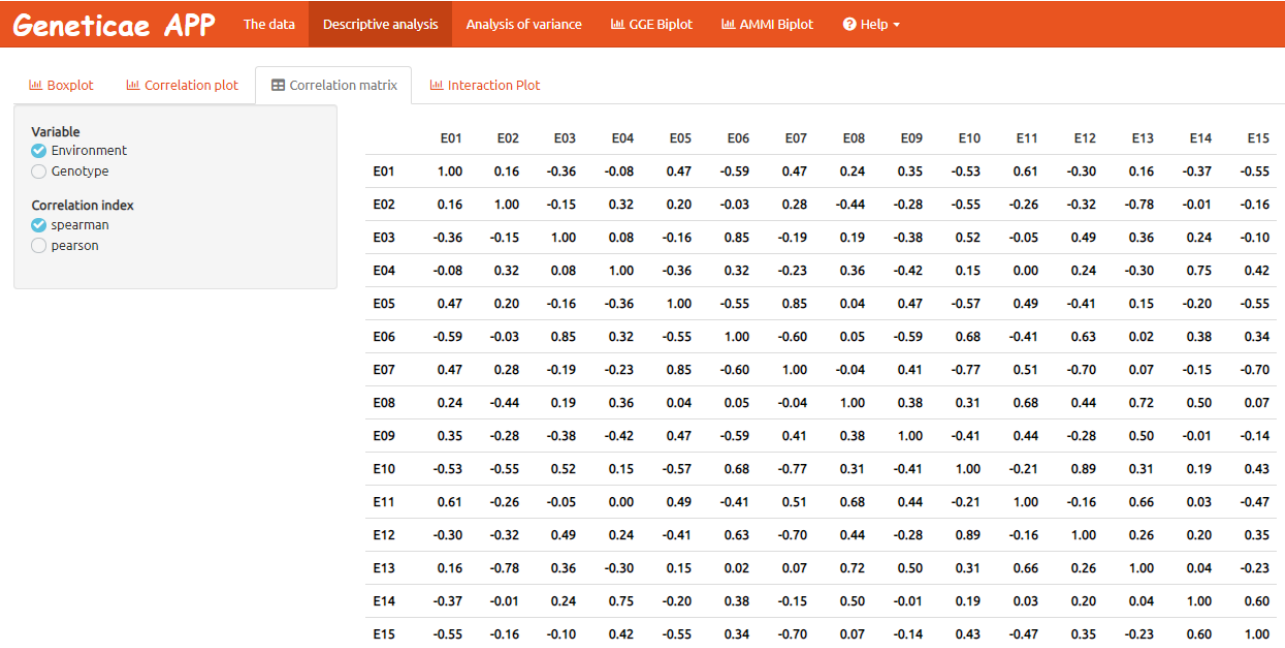 Geneticae APP The data Descriptive analysis Analysis of variance GGE Biplot AMMI Biplot Help
Boxplot Correlation plot Correlation matrix Interaction Plot
Variable
Environment
Genotype
Correlation index
spearman
pearson
E01 E02 E03 E04 E05 E06 E07 E08 E09 E10 E11 E12 E13 E14 E15
E01 1.00 0.16 -0.36 -0.08 0.47 -0.59 0.47 0.24 0.35 -0.53 0.61 -0.30 0.16 -0.37 -0.55
E02 0.16 1.00 -0.15 0.32 0.20 -0.03 0.28 -0.44 -0.28 -0.55 -0.26 -0.32 -0.78 -0.01 -0.16
E03 -0.36 -0.15 1.00 0.08 -0.16 0.85 -0.19 0.19 -0.38 0.52 -0.05 0.49 0.36 0.24 -0.10
E04 -0.08 0.32 0.08 1.00 -0.36 0.32 -0.23 0.36 -0.42 0.15 0.00 0.24 -0.30 0.75 0.42
E05 0.47 0.20 -0.16 -0.36 1.00 -0.55 0.85 0.04 0.47 -0.57 0.49 -0.41 0.15 -0.20 -0.55
E06 -0.59 -0.03 0.85 0.32 -0.55 1.00 -0.60 0.05 -0.59 0.68 -0.41 0.63 0.02 0.38 0.34
E07 0.47 0.28 -0.19 -0.23 0.85 -0.60 1.00 -0.04 0.41 -0.77 0.51 -0.70 0.07 -0.15 -0.70
E08 0.24 -0.44 0.19 0.36 0.04 0.05 -0.04 1.00 0.38 0.31 0.68 0.44 0.72 0.50 0.07
E09 0.35 -0.28 -0.38 -0.42 0.47 -0.59 0.41 0.38 1.00 -0.41 0.44 -0.28 0.50 -0.01 -0.14
E10 -0.53 -0.55 0.52 0.15 -0.57 0.68 -0.77 0.31 -0.41 1.00 -0.21 0.89 0.31 0.19 0.43
E11 0.61 -0.26 -0.05 0.00 0.49 -0.41 0.51 0.68 0.44 -0.21 1.00 -0.16 0.66 0.03 -0.47
E12 -0.30 -0.32 0.49 0.24 -0.41 0.63 -0.70 0.44 -0.28 0.89 -0.16 1.00 0.26 0.20 0.35
E13 0.16 -0.78 0.36 -0.30 0.15 0.02 0.07 0.72 0.50 0.31 0.66 0.26 1.00 0.04 -0.23
E14 -0.37 -0.01 0.24 0.75 -0.20 0.38 -0.15 0.50 -0.01 0.19 0.03 0.20 0.04 1.00 0.60
E15 -0.55 -0.16 -0.10 0.42 -0.55 0.34 -0.70 0.07 -0.14 0.43 -0.47 0.35 -0.23 0.60 1.00